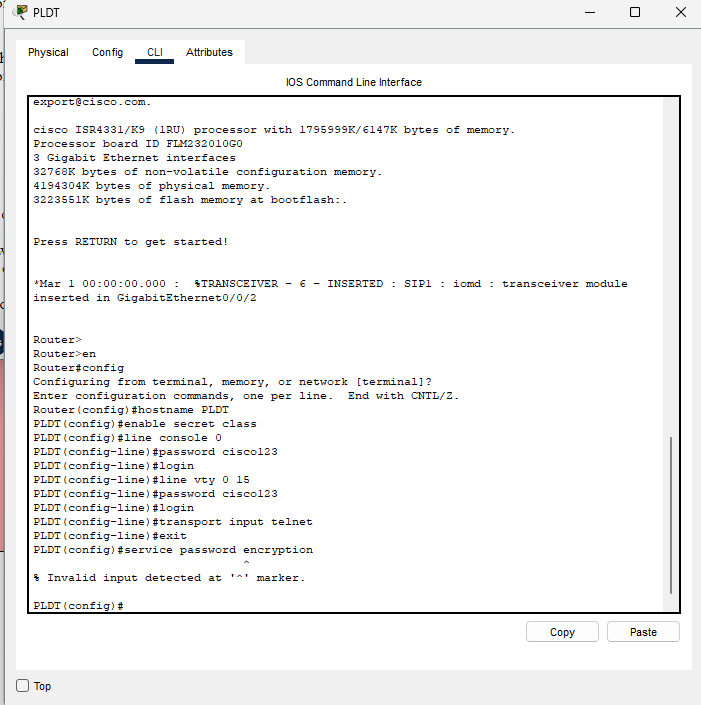 PLDT
Physical Config CLI Attributes
IOS Command Line Interface
export@cisco.com.
cisco ISR4331/K9 (1RU) processor with 1795999K/6147K bytes of memory.
Processor board ID FLM232010G0
3 Gigabit Ethernet interfaces
32768K bytes of non-volatile configuration memory.
4194304K bytes of physical memory.
3223551K bytes of flash memory at bootflash:.
Press RETURN to get started!
*Mar 1 00:00:00.000 : %TRANSCEIVER - 6 - INSERTED : SIP1 : iomd : transceiver module
inserted in GigabitEthernet0/0/2
Router>
Router>en
Router#config
Configuring from terminal, memory, or network [terminal]?
Enter configuration commands, one per line. End with CNTL/Z.
Router(config)#hostname PLDT
PLDT(config)#enable secret class
PLDT(config)#line console 0
PLDT(config-line)#password cisco123
PLDT(config-line)#login
PLDT(config-line)#line vty 0 15
PLDT(config-line)#password cisco123
PLDT(config-line)#login
PLDT(config-line)#transport input telnet
PLDT(config-line)#exit
PLDT(config)#service password encryption
^
% Invalid input detected at '^' marker.
PLDT(config)#
Copy Paste
Top